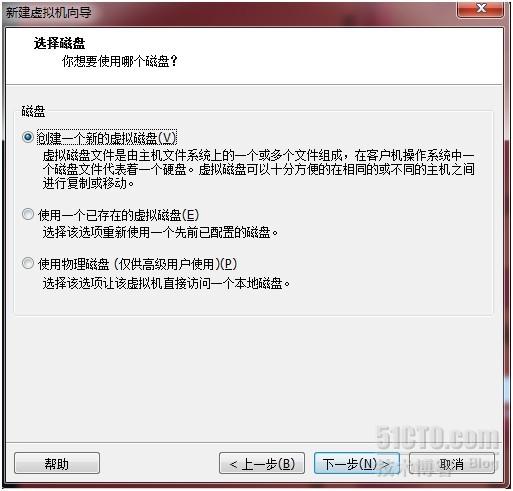 新建虚拟机向导
选择磁盘
你想要使用哪个磁盘？
磁盘
创建一个新的虚拟磁盘(V)
虚拟磁盘文件是由主机文件系统上的一个或多个文件组成，在客户机操作系统中一
个磁盘文件代表着一个硬盘。虚拟磁盘可以十分方便的在相同的或不同的主机之间
进行复制或移动。
使用一个已存在的虚拟磁盘(E)
选择该选项重新使用一个先前已配置的磁盘。
使用物理磁盘 (仅供高级用户使用)(P)
选择该选项让该虚拟机直接访问一个本地磁盘。
51CTO.com
技术博客 Blog
帮助
< 上一步(B)
下一步(N) >
取消